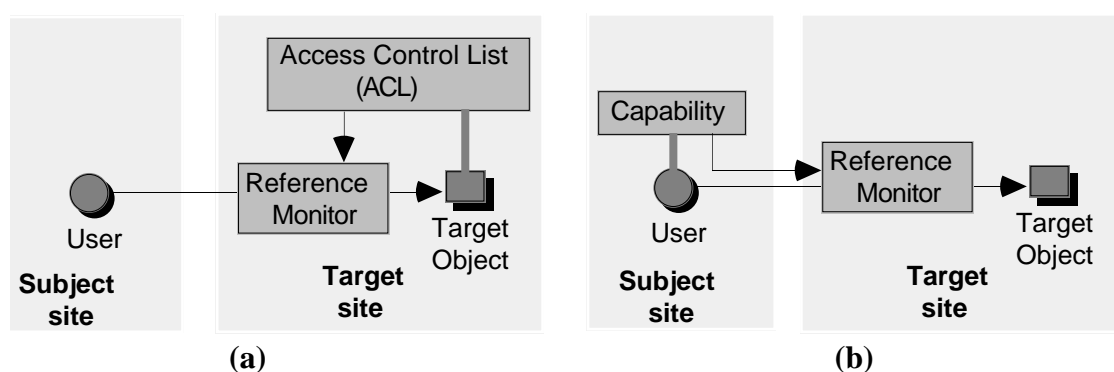 Access Control List
(ACL)
Reference
Monitor
User
Target
Object
Subject
site
Target
site
(a)
Capability
Reference
Monitor
User
Target
Object
Subject
site
Target
site
(b)